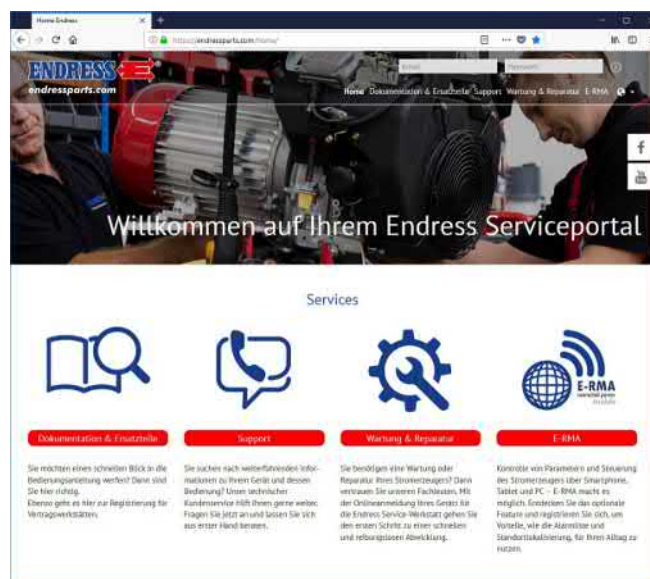 Home Endress
https://endressparts.com/Home/
ENDRESS
endressparts.com
Email
Passwort
Home Dokumentation & Ersatzteile Support Wartung & Reparatur E-RMA
Willkommen auf Ihrem Endress Serviceportal
Services
E-RMA
mobile
Dokumentation & Ersatzteile
Sie möchten einen schnellen Blick in die
Bedienungsanleitung werfen? Dann sind
Sie hier richtig.
Ebenso geht es hier zur Registrierung für
Vertragswerkstätten.
Support
Sie suchen nach weiterführenden Infor-
mationen zu Ihrem Gerät und dessen
Bedienung? Unser technischer
Kundenservice hilft Ihnen gerne weiter.
Fragen Sie jetzt an und lassen Sie sich
aus erster Hand beraten.
Wartung & Reparatur
Sie benötigen eine Wartung oder
Reparatur Ihres Stromerzeugers? Dann
vertrauen Sie unseren Fachleuten. Mit
der Onlineanmeldung Ihres Geräts für
die Endress Service-Werkstatt gehen Sie
den ersten Schritt zu einer schnellen
und reibungslosen Abwicklung.
E-RMA
Kontrolle von Parametern und Steuerung
des Stromerzeugers über Smartphone,
Tablet und PC – E-RMA macht es
möglich. Entdecken Sie das optionale
Feature und registrieren Sie sich, um
Vorteile, wie die Alarmliste und
Standortlokalisierung, für Ihren Alltag zu
nutzen.